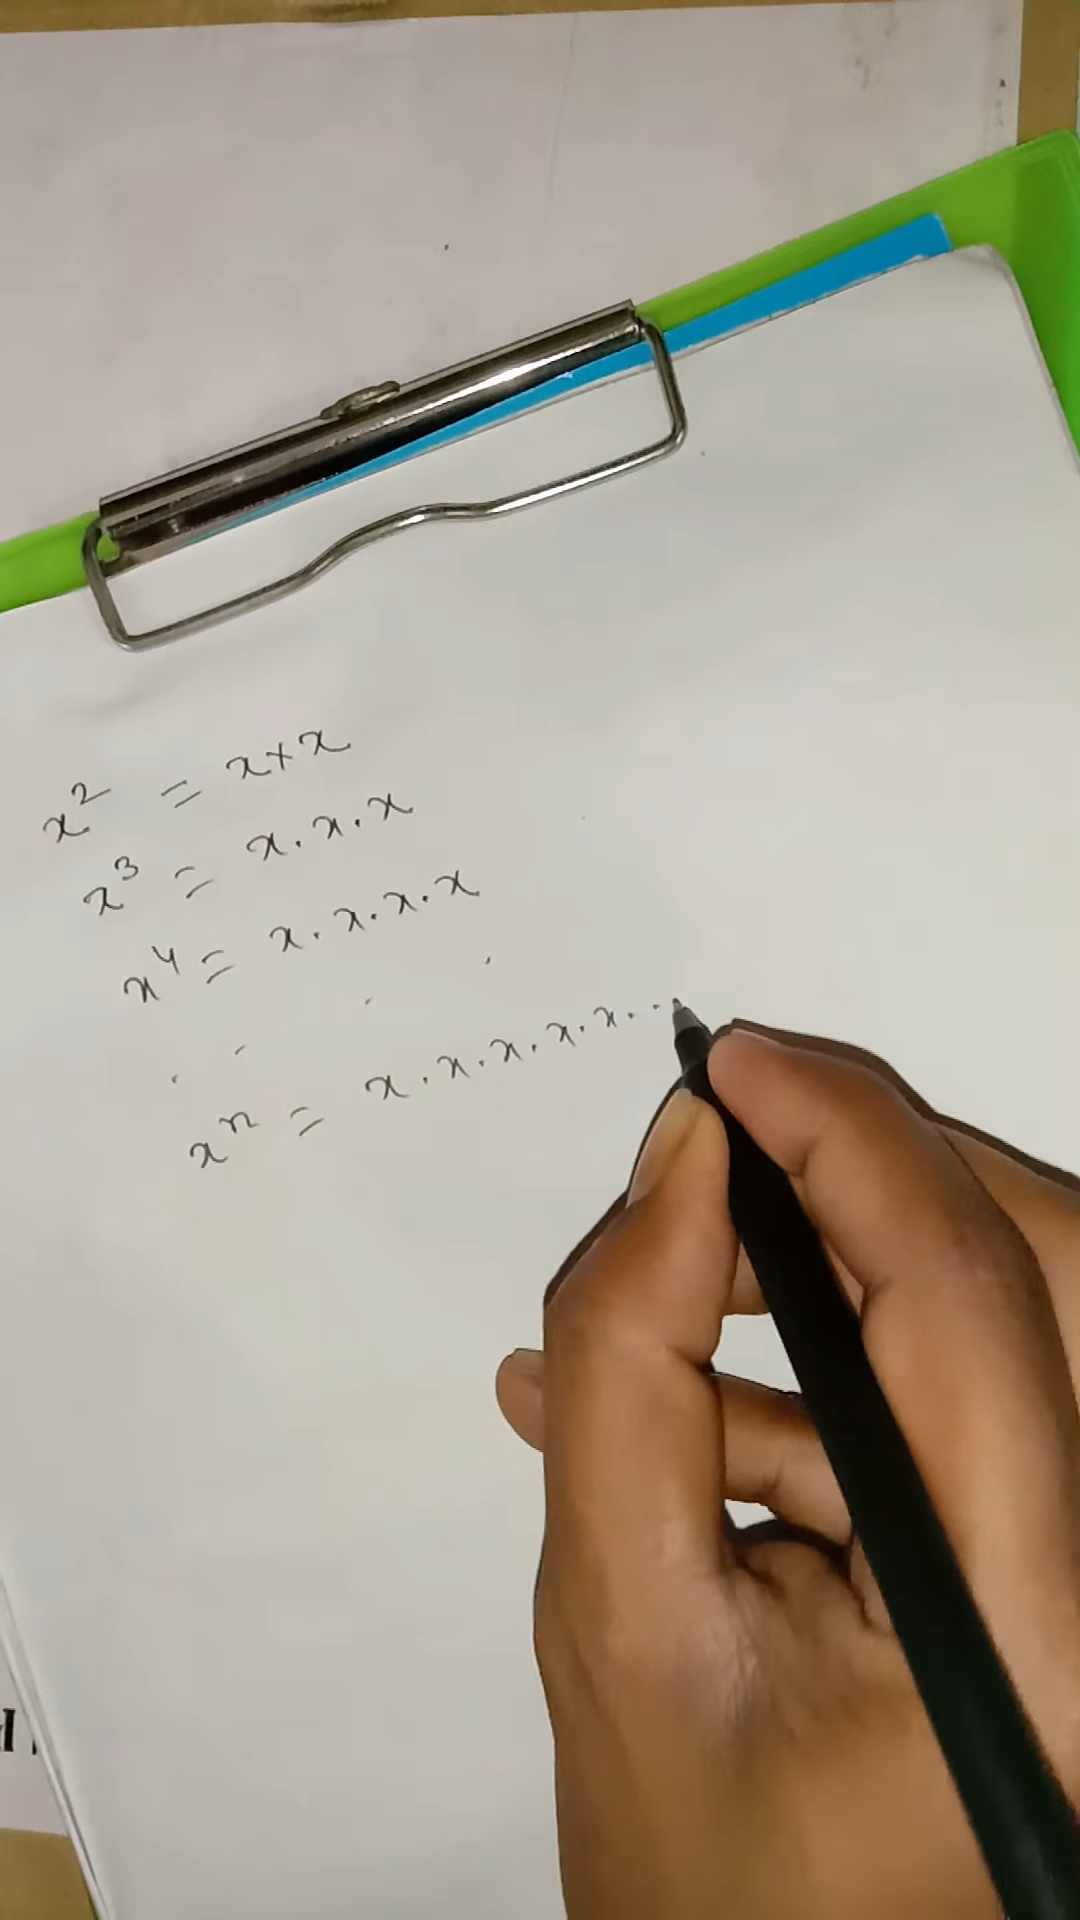 x² = x+x
x³ = x.x.x
x⁴ = x.x.x.x
. - - '
xⁿ = x.x.x.x.x...